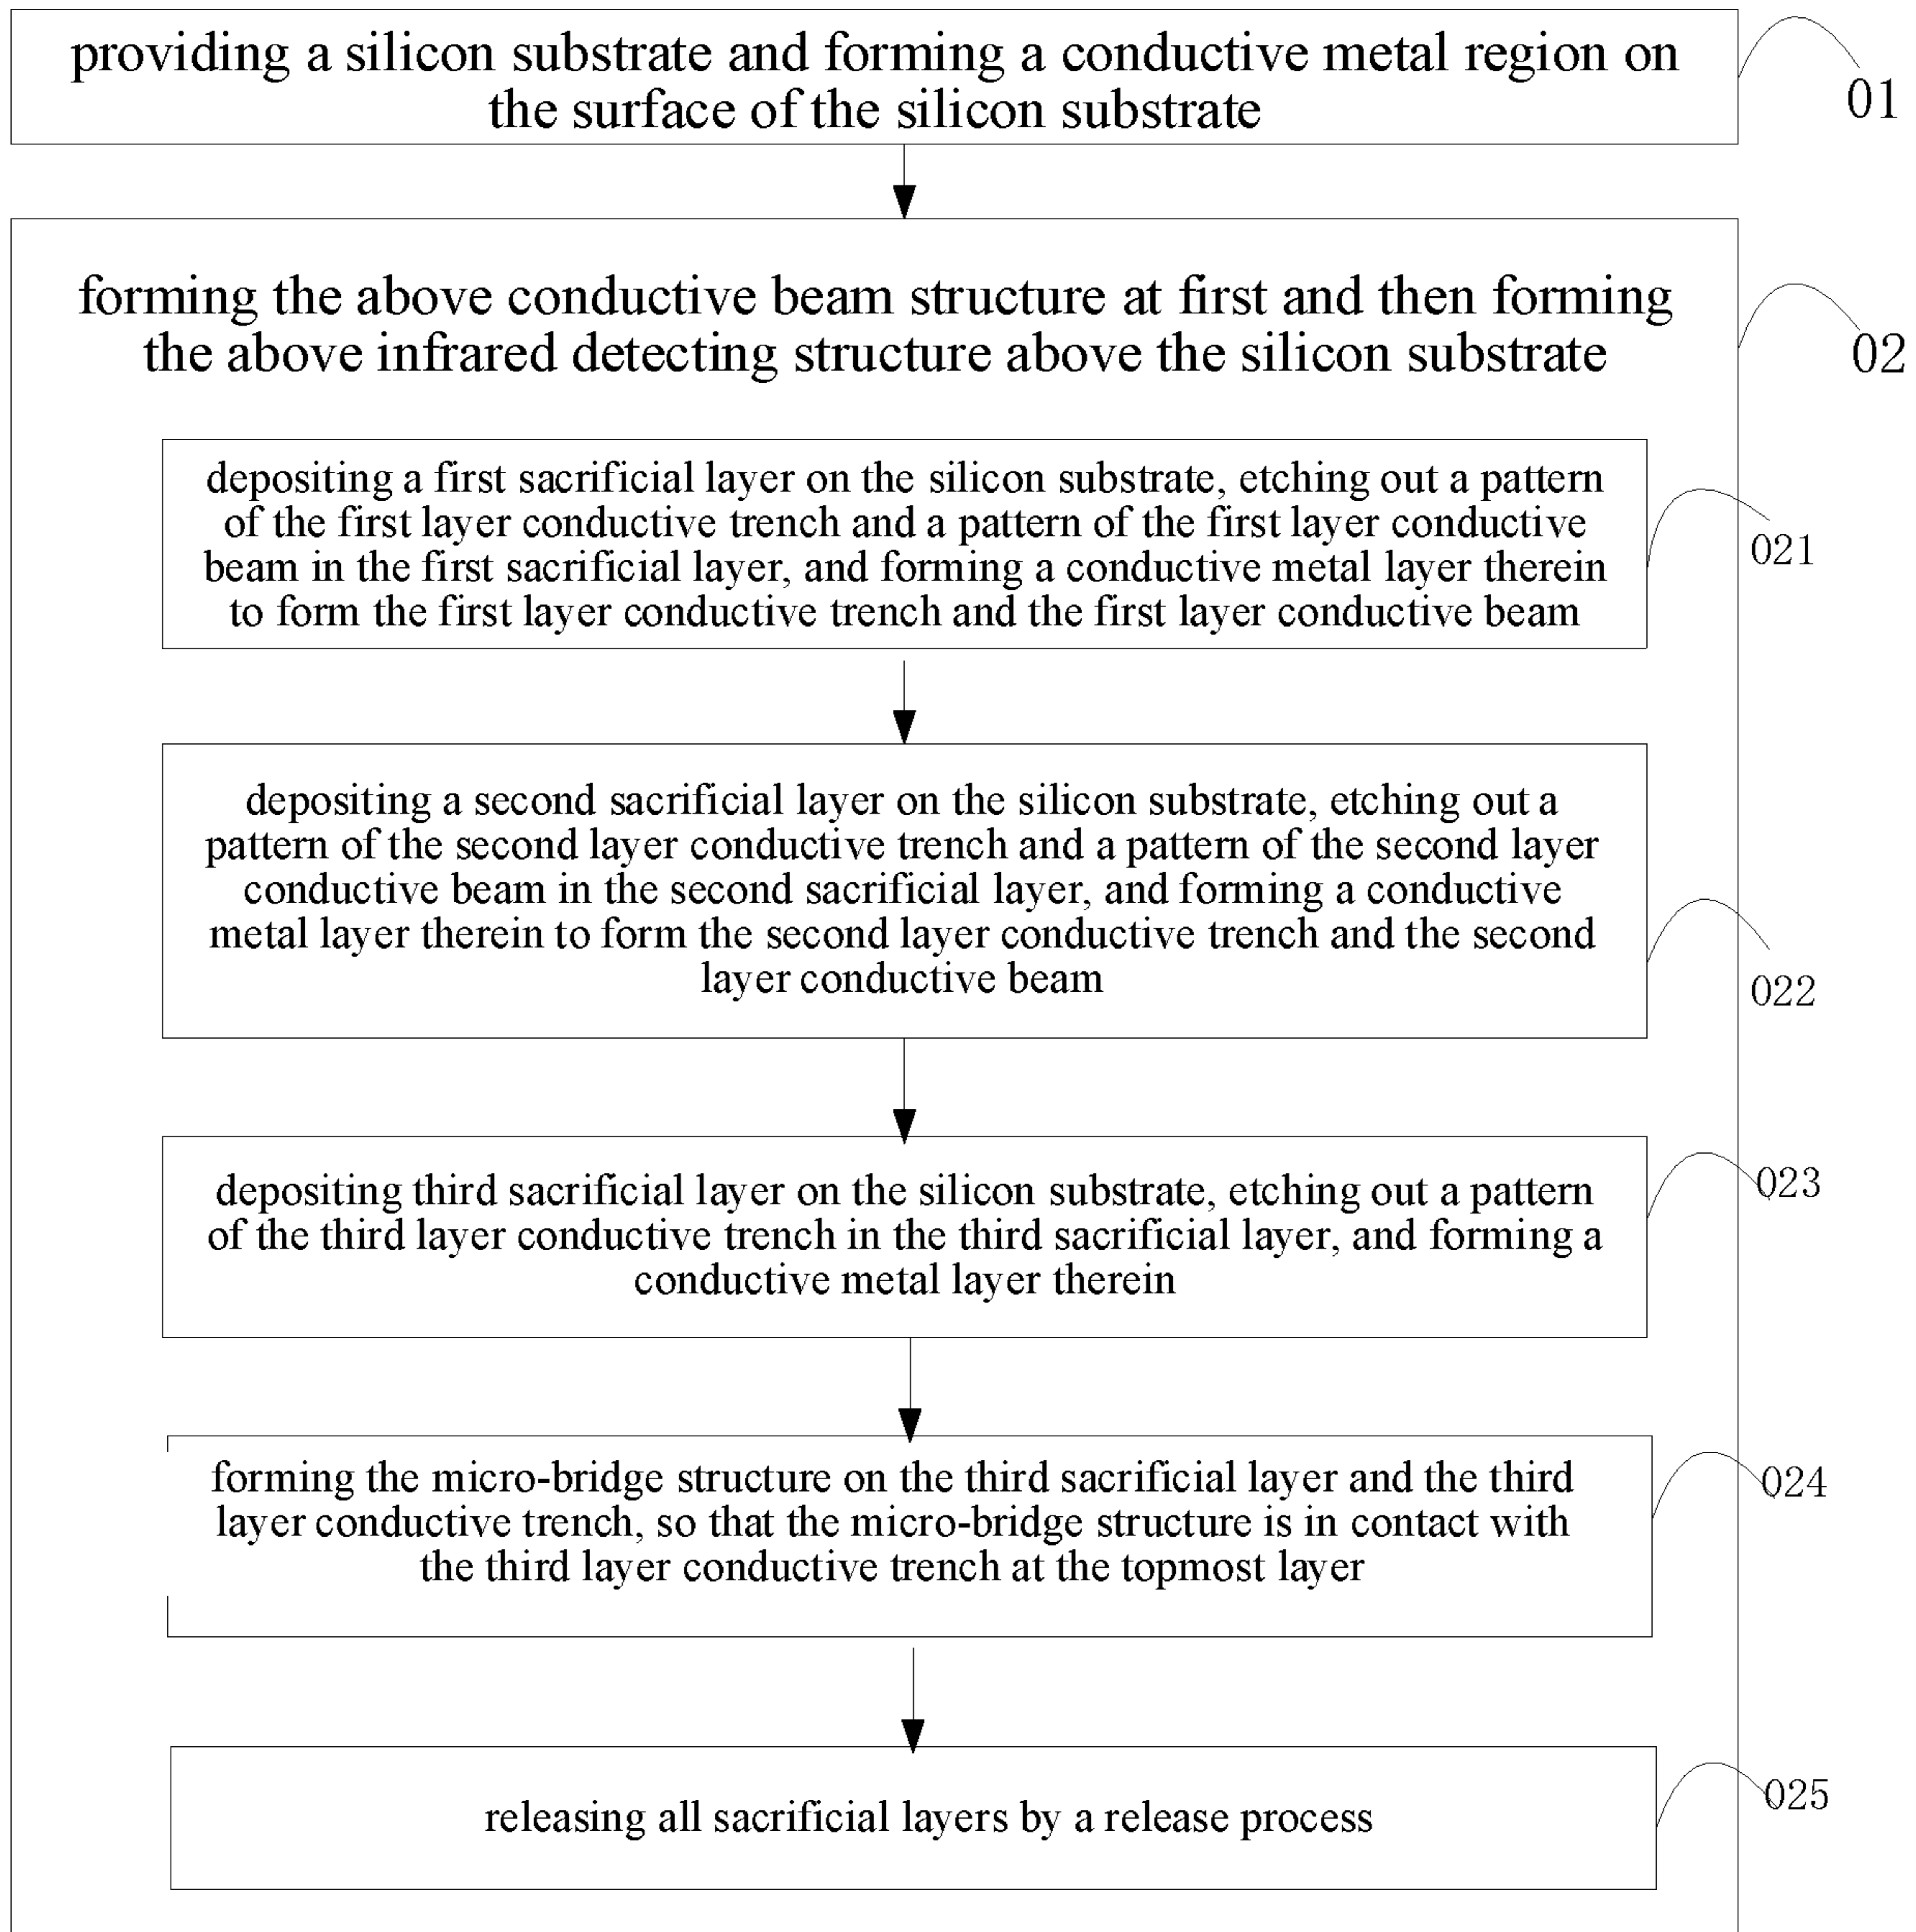 providing a silicon substrate and forming a conductive metal region on
the surface of the silicon substrate
01
forming the above conductive beam structure at first and then forming
the above infrared detecting structure above the silicon substrate
02
depositing a first sacrificial layer on the silicon substrate, etching out a pattern
of the first layer conductive trench and a pattern of the first layer conductive
beam in the first sacrificial layer, and forming a conductive metal layer therein
to form the first layer conductive trench and the first layer conductive beam
021
depositing a second sacrificial layer on the silicon substrate, etching out a
pattern of the second layer conductive trench and a pattern of the second layer
conductive beam in the second sacrificial layer, and forming a conductive
metal layer therein to form the second layer conductive trench and the second
layer conductive beam
022
depositing third sacrificial layer on the silicon substrate, etching out a pattern
of the third layer conductive trench in the third sacrificial layer, and forming a
conductive metal layer therein
023
forming the micro-bridge structure on the third sacrificial layer and the third
layer conductive trench, so that the micro-bridge structure is in contact with
the third layer conductive trench at the topmost layer
024
releasing all sacrificial layers by a release process
025